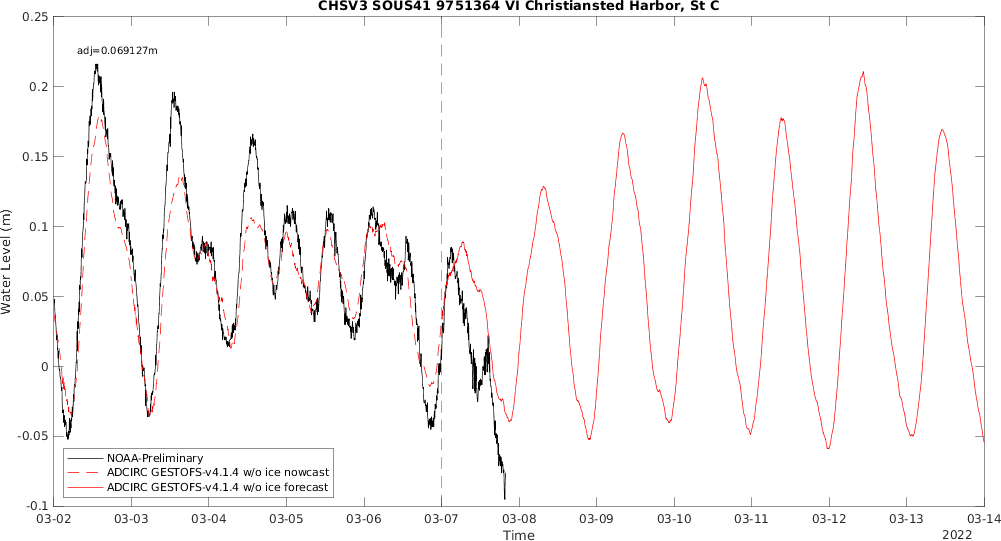 CHSV3 SOUS41 9751364 VI Christiansted Harbor, St C
adj=0.069127m
0.25
0.2
0.15
0.1
0.05
0
-0.05
-0.1
Water Level (m)
NOAA-Preliminary
ADCIRC GESTOFS-v4.1.4 w/o ice nowcast
ADCIRC GESTOFS-v4.1.4 w/o ice forecast
03-02 03-03 03-04 03-05 03-06 03-07 03-08 03-09 03-10 03-11 03-12 03-13 03-14
Time
2022